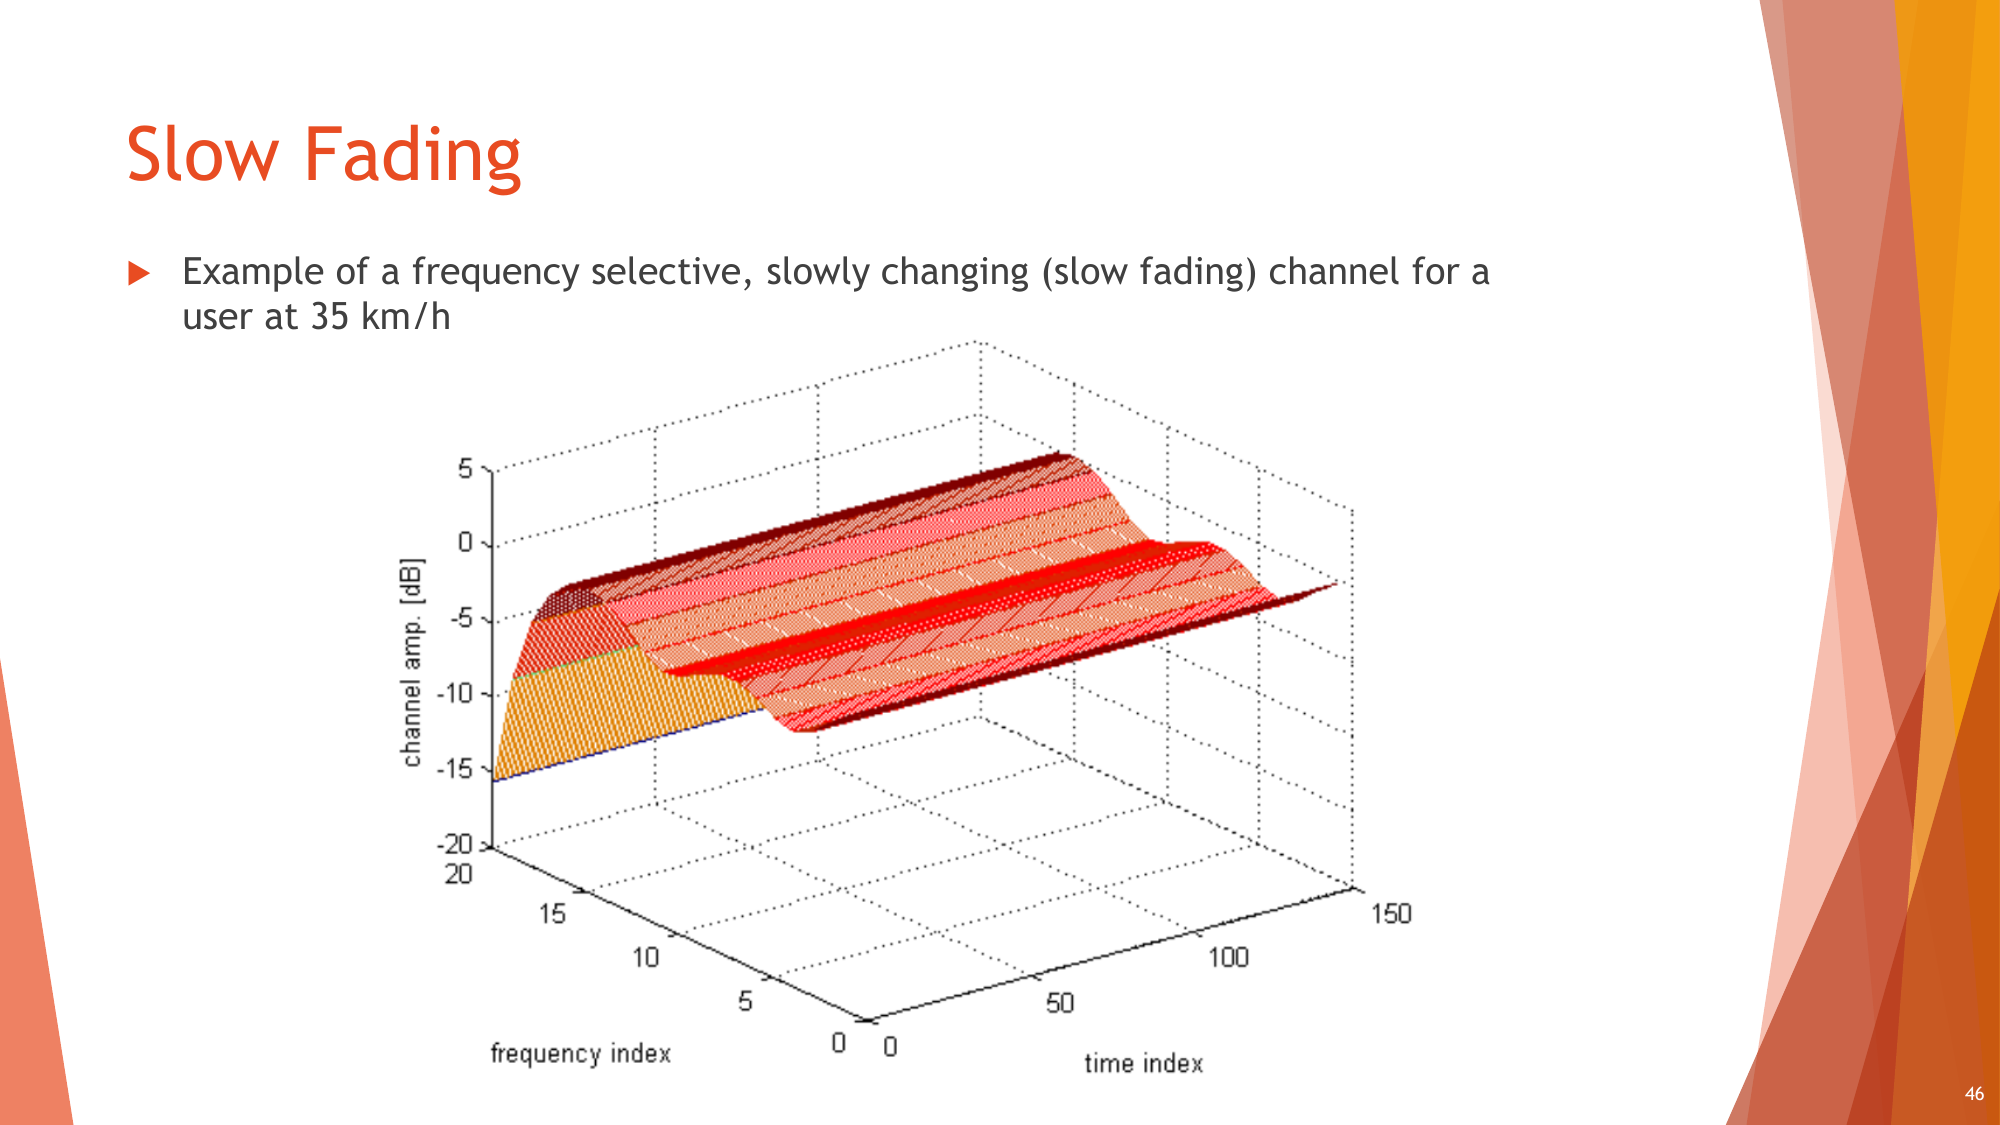 Slow Fading
Example of a frequency selective, slowly changing (slow fading) channel for a
user at 35 km/h
5
0
-5
-10
-15
-20
channel amp. [dB]
20
15
10
5
0
frequency index
0
50
100
150
time index
46